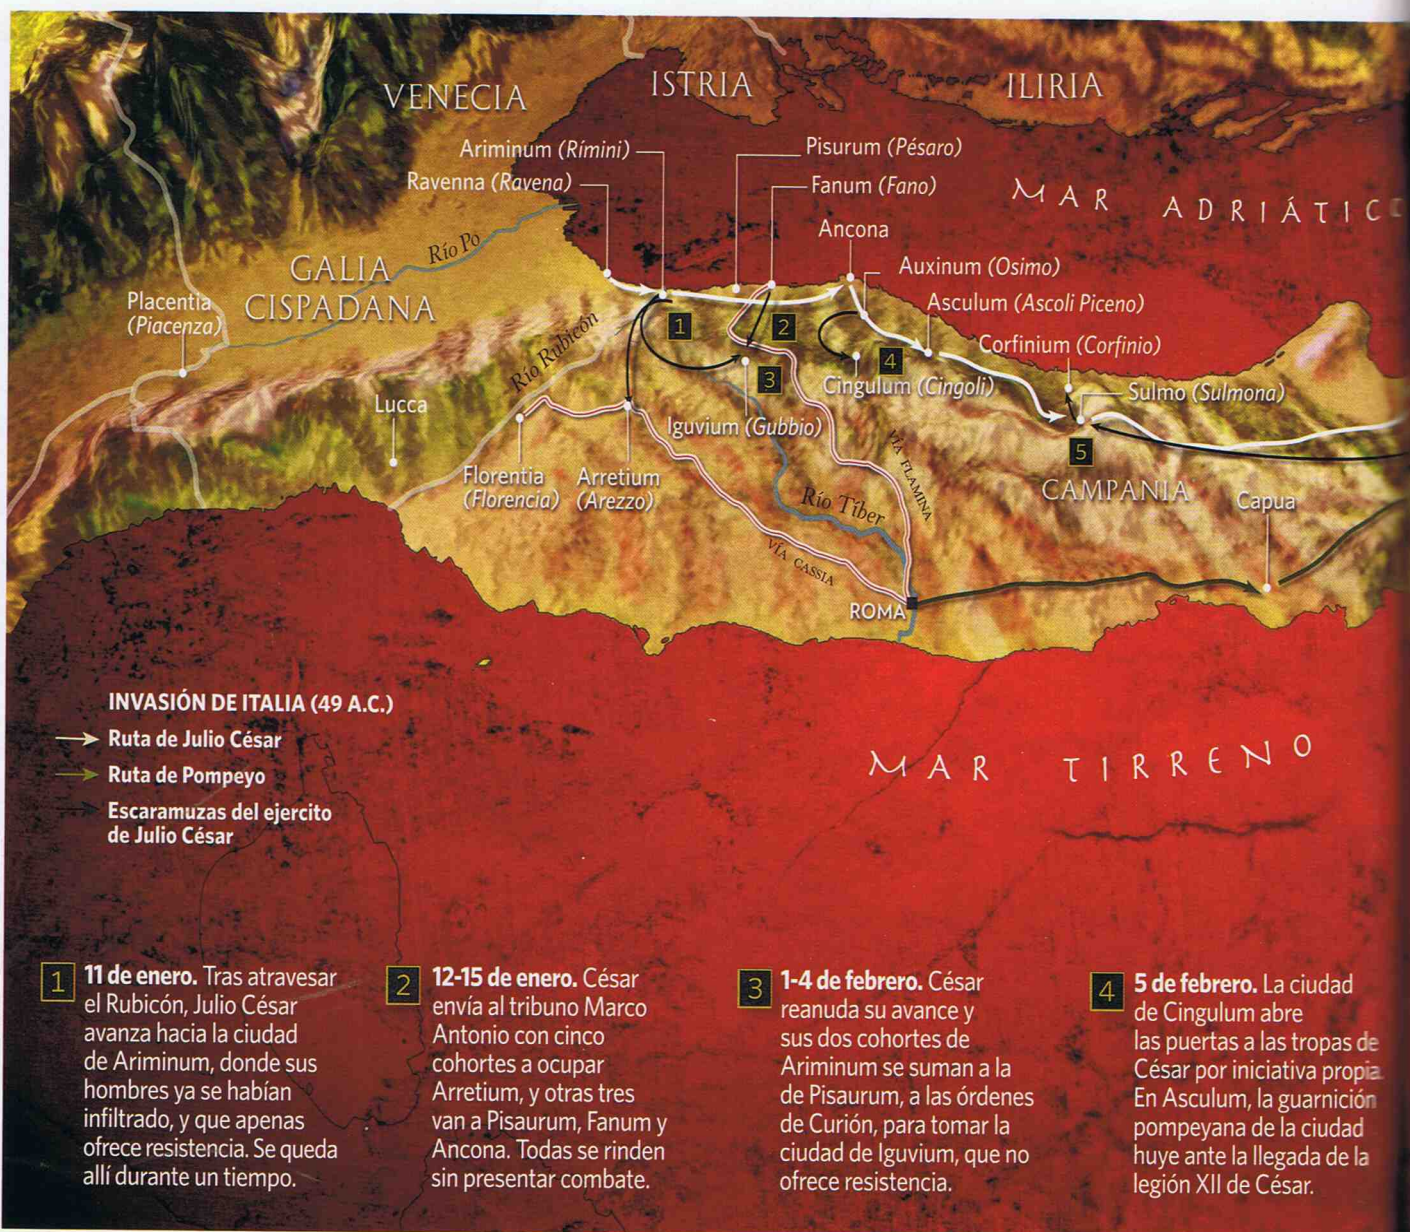 VENECIA
ISTRIA
ILIRIA
Ariminum (Rímini)
Pisurum (Pésaro)
Ravenna (Ravena)
Fanum (Fano)
MAR ADRIÁTICO
Ancona
Río Po
GALIA
CISPADANA
Auxinum (Osimo)
Placentia
(Piacenza)
Asculum (Ascoli Piceno)
Río Rubicón
1
2
3
4
Corfinium (Corfinio)
Cingulum (Cingoli)
Sulmo (Sulmona)
Lucca
Iguvium (Gubbio)
5
VÍA FLAMINA
Florentia
(Florencia)
Arretium
(Arezzo)
CAMPANIA
Capua
Río Tíber
VÍA CASSIA
ROMA
INVASIÓN DE ITALIA (49 A.C.)
Ruta de Julio César
Ruta de Pompeyo
Escaramuzas del ejercito
de Julio César
MAR TIRRENO
1 11 de enero. Tras atravesar
el Rubicón, Julio César
avanza hacia la ciudad
de Ariminum, donde sus
hombres ya se habían
infiltrado, y que apenas
ofrece resistencia. Se queda
allí durante un tiempo.
2 12-15 de enero. César
envía al tribuno Marco
Antonio con cinco
cohortes a ocupar
Arretium, y otras tres
van a Pisaurum, Fanum y
Ancona. Todas se rinden
sin presentar combate.
3 1-4 de febrero. César
reanuda su avance y
sus dos cohortes de
Ariminum se suman a la
de Pisaurum, a las órdenes
de Curión, para tomar la
ciudad de Iguvium, que no
ofrece resistencia.
4 5 de febrero. La ciudad
de Cingulum abre
las puertas a las tropas de
César por iniciativa propia.
En Asculum, la guarnición
pompeyana de la ciudad
huye ante la llegada de la
legión XII de César.